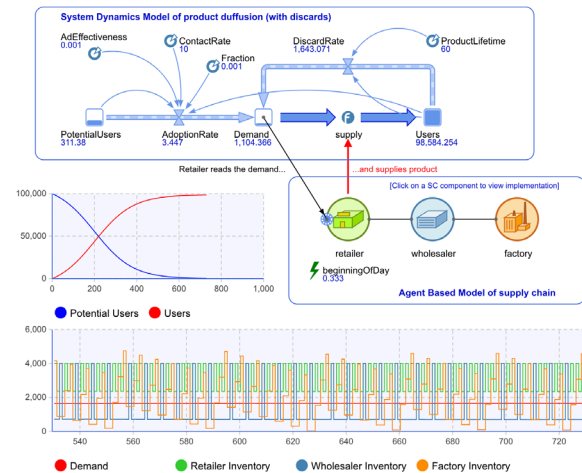 System Dynamics Model of product duffusion (with discards)
AdEffectiveness
0.001
ContactRate
10
Fraction
0.001
DiscardRate
1,643.071
ProductLifetime
60
PotentialUsers
311.38
AdoptionRate
3.447
Demand
1,104.366
F
supply
Users
98,584.254
Retailer reads the demand...
...and supplies product
[Click on a SC component to view implementation]
retailer
wholesaler
factory
beginningOfDay
0.333
Agent Based Model of supply chain
100,000
50,000
0
0
200
400
600
800
1,000
Potential Users
Users
6,000
4,000
2,000
0
540
560
580
600
620
640
660
680
700
720
Demand
Retailer Inventory
Wholesaler Inventory
Factory Inventory